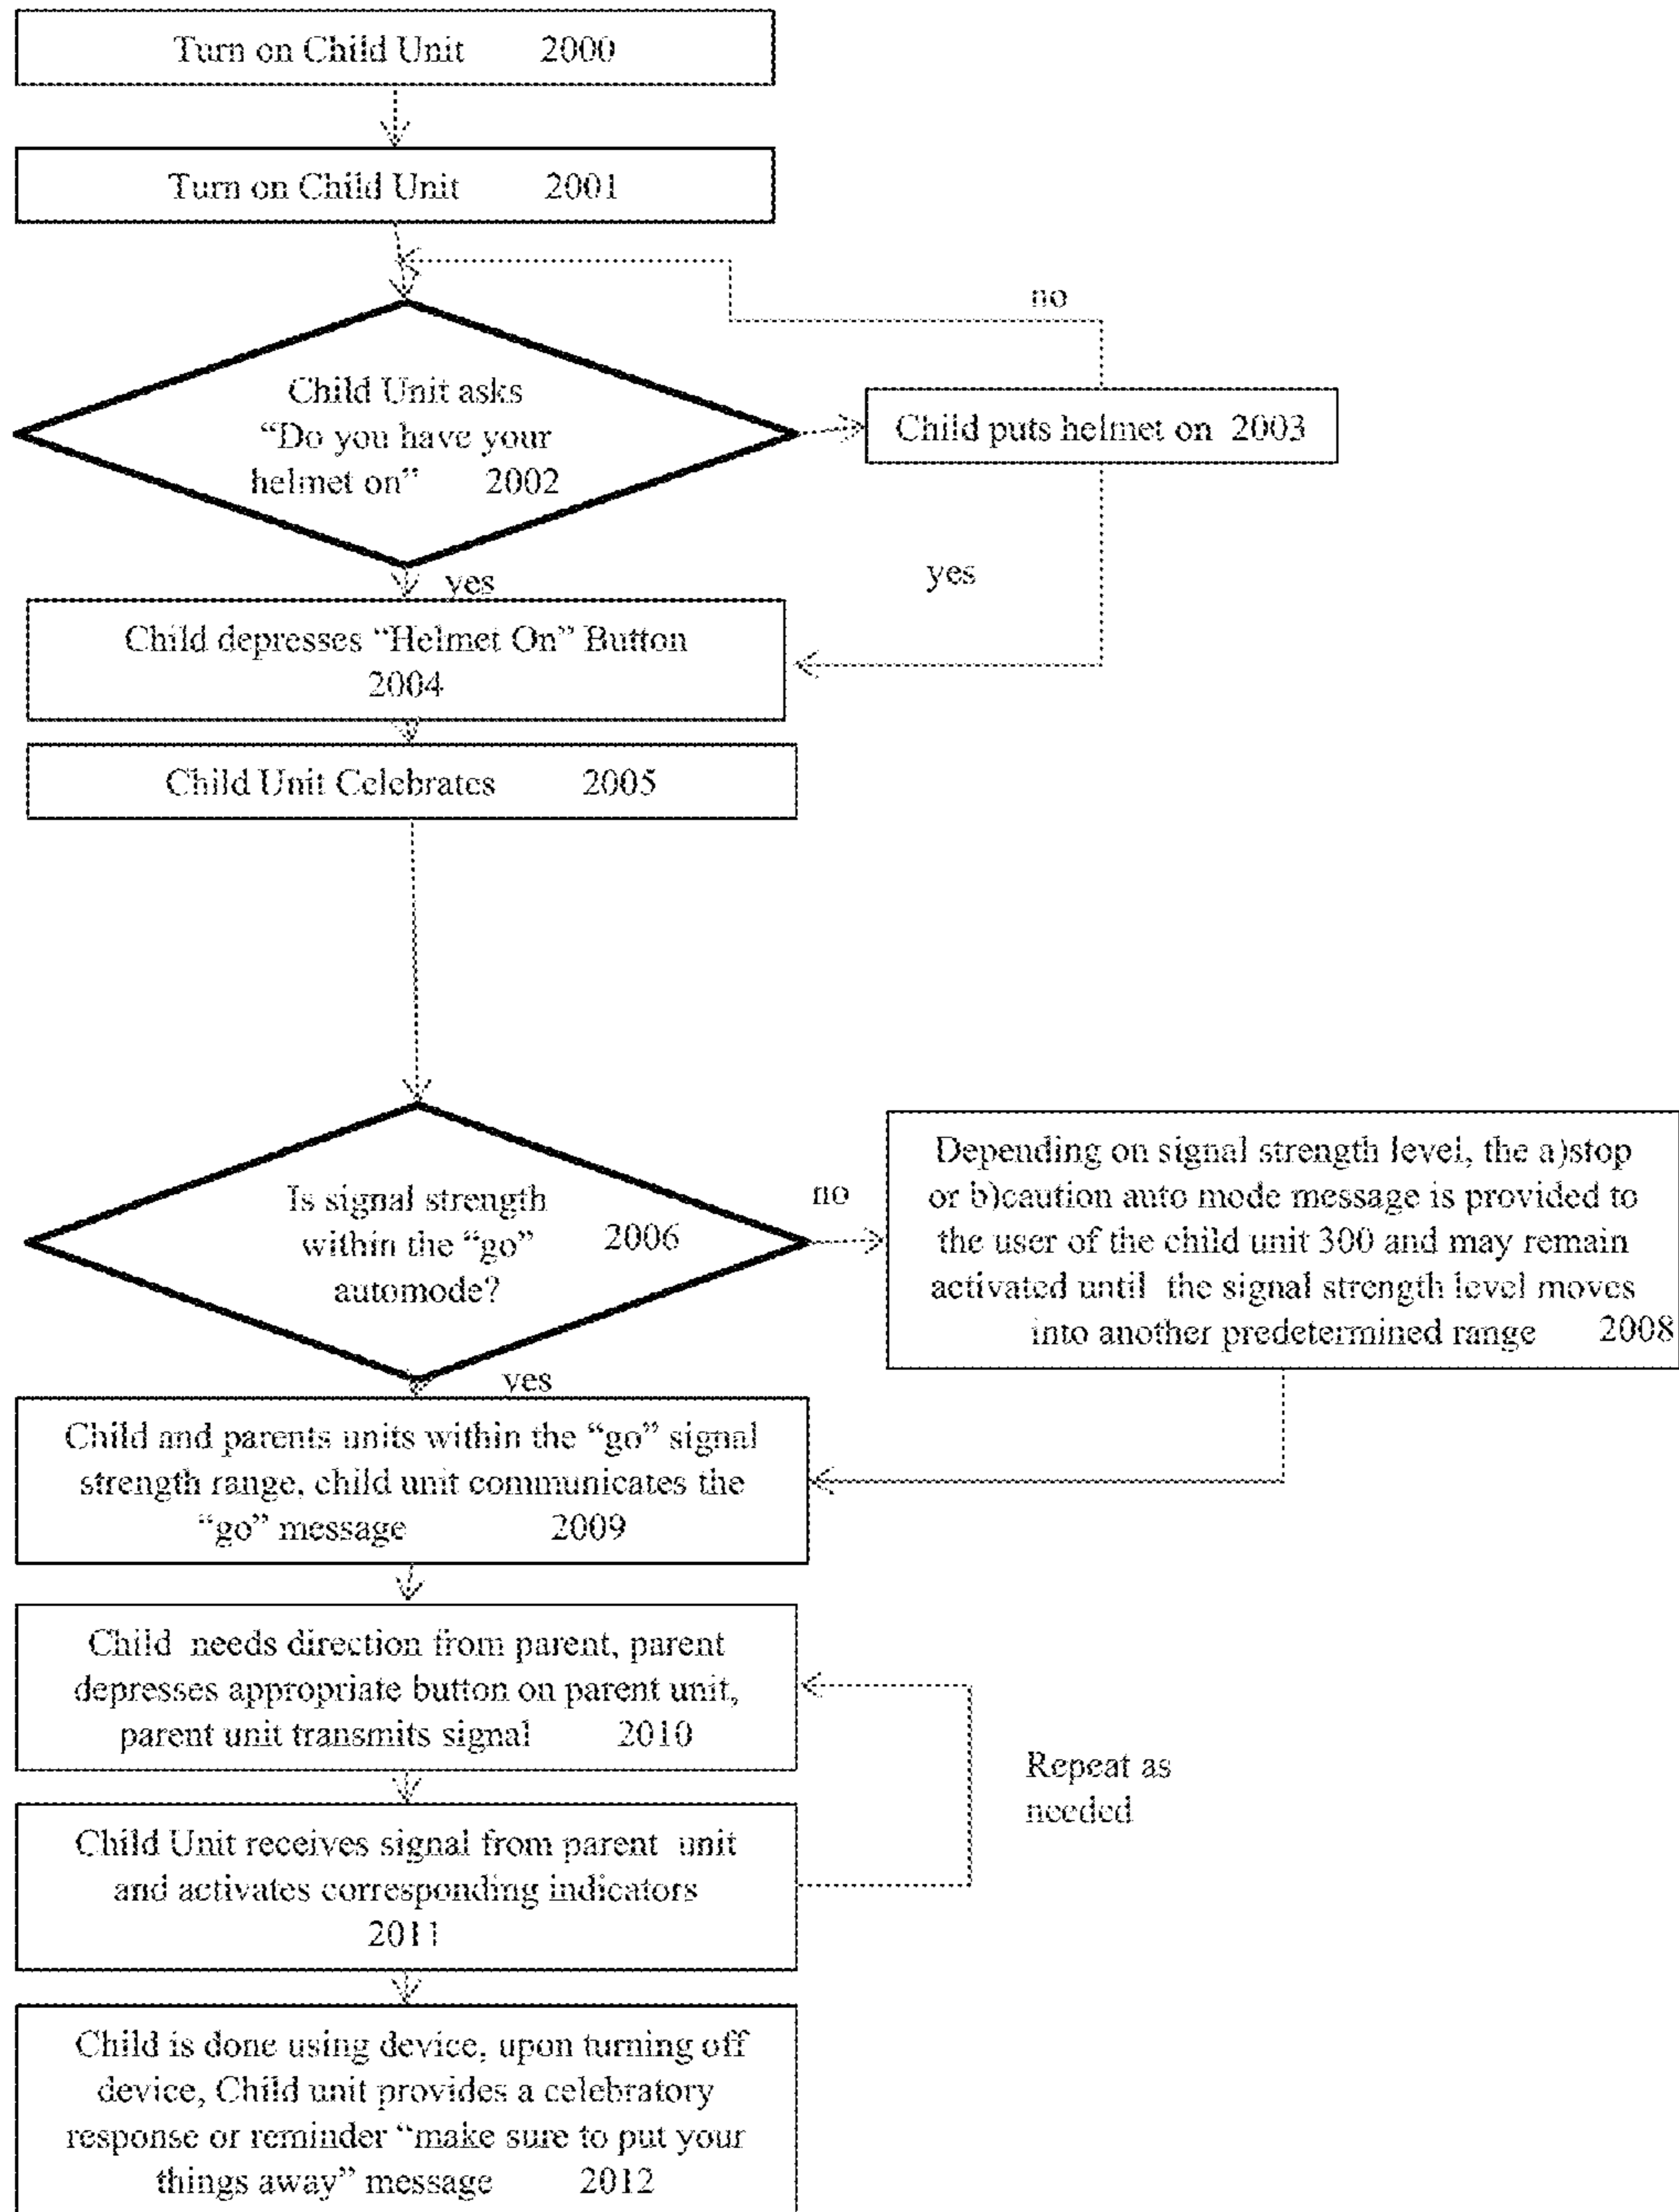 Turn on Child Unit 2000
Turn on Child Unit 2001
no
Child Unit asks
“Do you have your
helmet on” 2002
Child puts helmet on 2003
yes
yes
Child depresses “Helmet On” Button
2004
Child Unit Celebrates 2005
Is signal strength
within the “go” 2006
automode?
no
Depending on signal strength level, the a)stop
or b)caution auto mode message is provided to
the user of the child unit 300 and may remain
activated until the signal strength level moves
into another predetermined range 2008
yes
Child and parents units within the “go” signal
strength range, child unit communicates the
“go” message 2009
Child needs direction from parent, parent
depresses appropriate button on parent unit,
parent unit transmits signal 2010
Repeat as
needed
Child Unit receives signal from parent unit
and activates corresponding indicators
2011
Child is done using device, upon turning off
device, Child unit provides a celebratory
response or reminder “make sure to put your
things away” message 2012